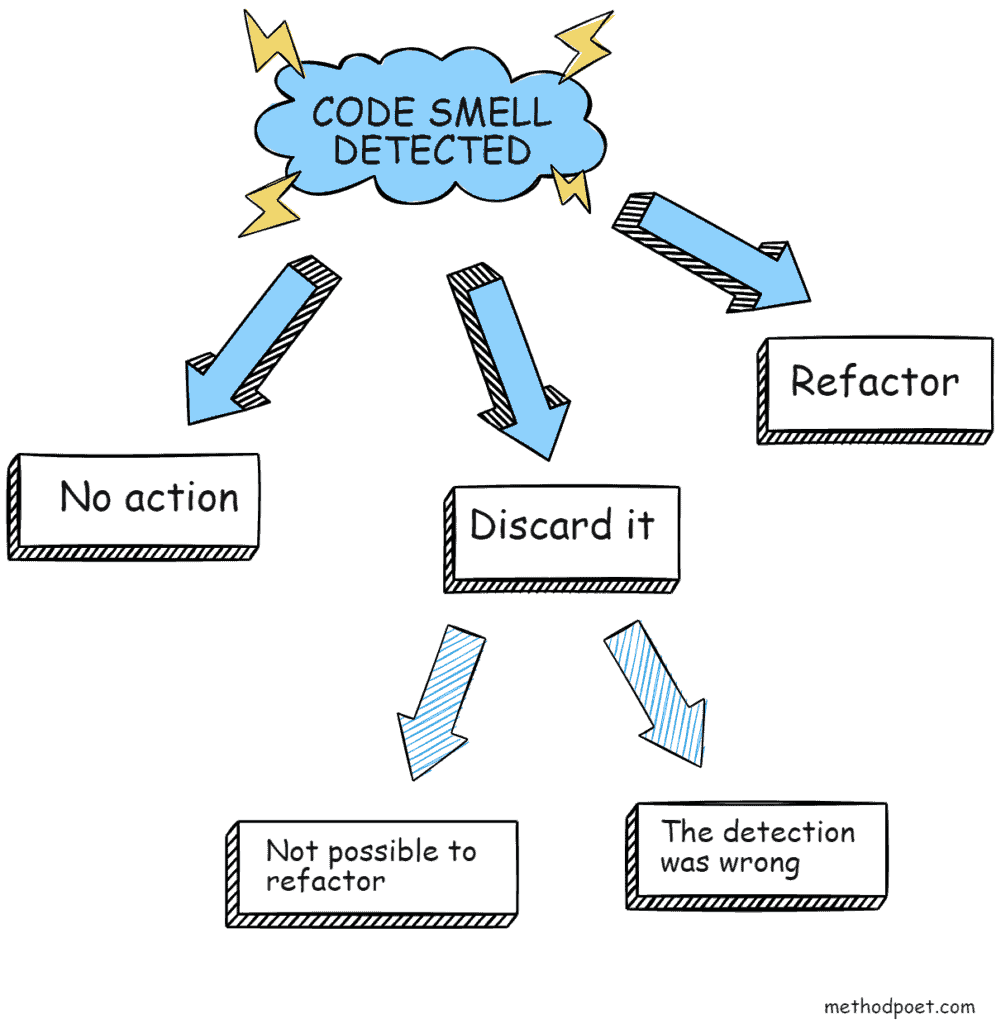 CODE SMELL
DETECTED
Refactor
No action
Discard it
Not possible to
refactor
The detection
was wrong
methodpoet.com